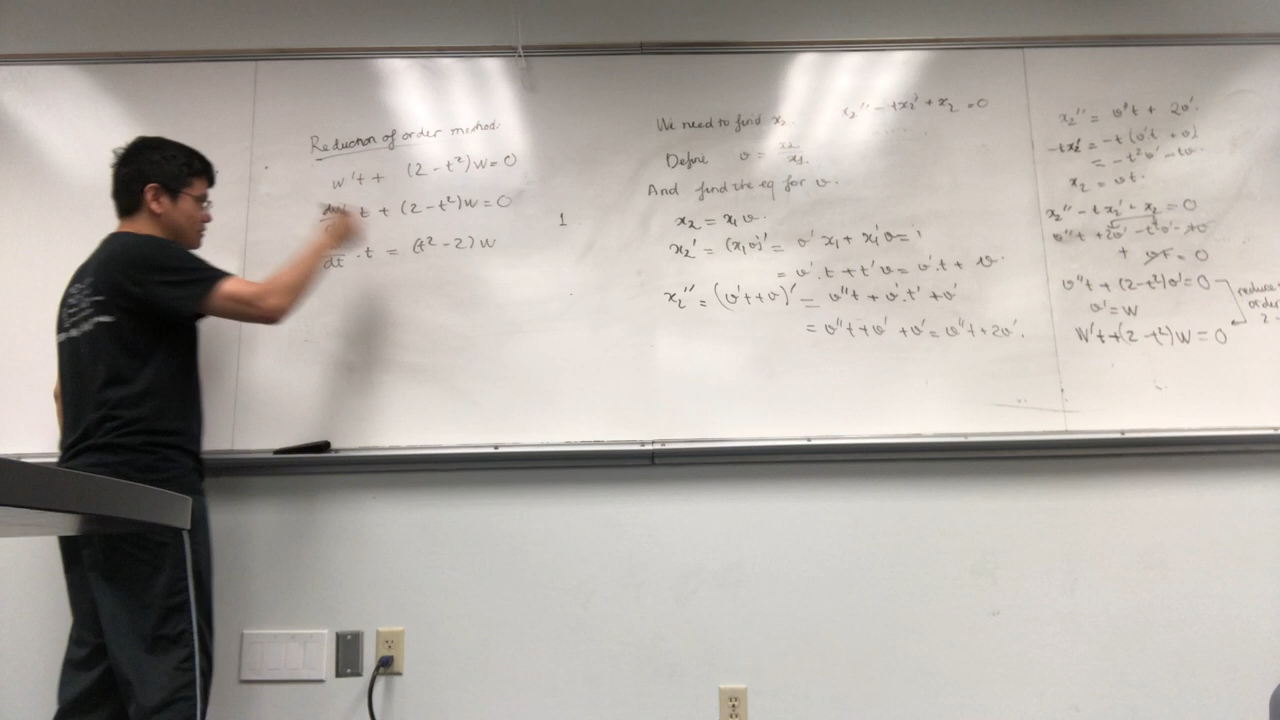 Reduction of order method:
w't + (2-t²)w=0
t + (2-t²)w=0
dt · t = (t²-2)w
1
We need to find x₂. x₂'' - tx₂' + x₂ = 0
Define v = x₂/x₁.
And find the eq for v.
x₂ = x₁v.
x₂' = (x₁v)' = v'x₁ + x₁'v =
= v'.t + t'v = v'.t + v.
x₂'' = (v't+v)' = v''t + v'.t' + v'
= v''t + v' + v' = v''t + 2v'.
x₂'' = v''t + 2v'.
-tx₂' = -t(v't + v)
= -t²v' - tv.
x₂ = vt.
x₂'' - tx₂' + x₂ = 0
v''t + 2v' - t²v' - tv
+ vt = 0
v''t + (2-t²)v' = 0
v' = w
w't + (2-t²)w = 0
reduce
order
2 -